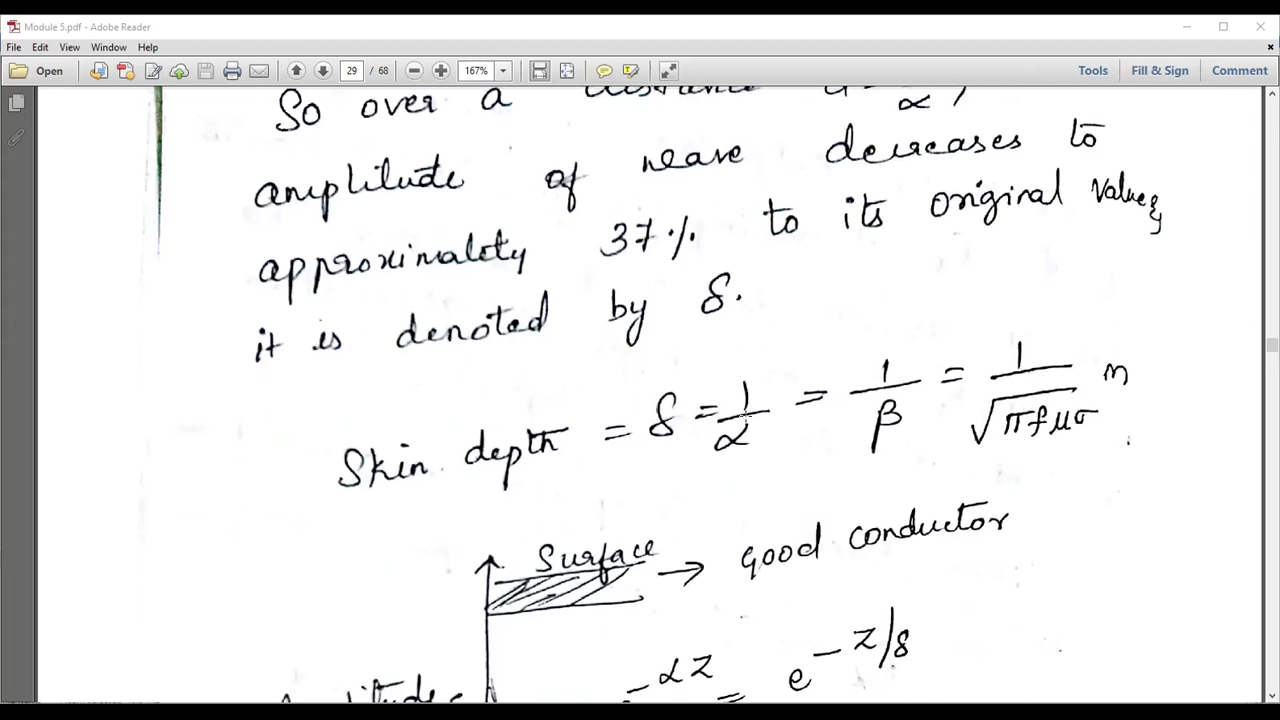 Module 5.pdf - Adobe Reader
File Edit View Window Help
Open 29 / 68 167% Tools Fill & Sign Comment
So over a distance α ,
amplitude of wave decreases to
approximately 37% to its original value &
it is denoted by δ.
Skin depth = δ = 1/α = 1/β = 1/√πfμσ m
Surface → good conductor
e^-αz = e^-z/δ